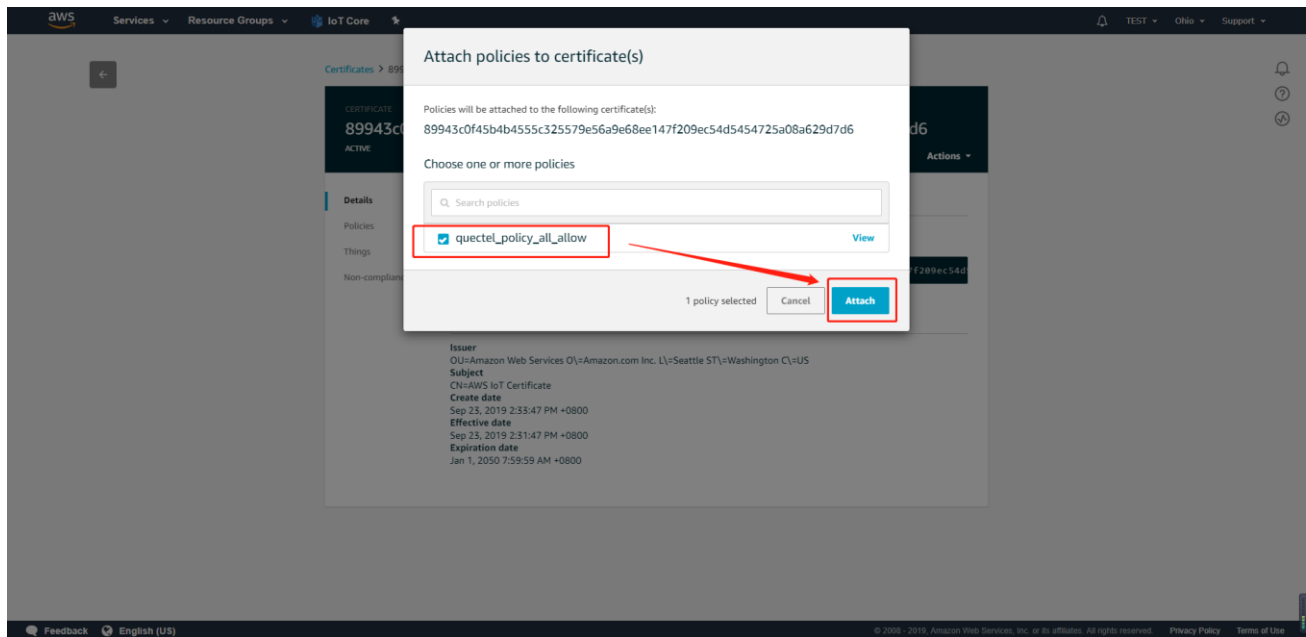 aws Services Resource Groups IoT Core TEST Ohio Support
Attach policies to certificate(s)
Certificates > 899
Policies will be attached to the following certificate(s):
CERTIFICATE
89943c0f45b4b4555c325579e56a9e68ee147f209ec54d5454725a08a629d7d6
89943c0 d6
ACTIVE
Actions
Choose one or more policies
Details
Search policies
Policies
quectel_policy_all_allow View
Things
Non-complian
7f209ec54d5
1 policy selected Cancel Attach
Issuer
OU=Amazon Web Services O\=Amazon.com Inc. L\=Seattle ST\=Washington C\=US
Subject
CN=AWS IoT Certificate
Create date
Sep 23, 2019 2:33:47 PM +0800
Effective date
Sep 23, 2019 2:31:47 PM +0800
Expiration date
Jan 1, 2050 7:59:59 AM +0800
Feedback English (US) © 2008 - 2019, Amazon Web Services, Inc. or its affiliates. All rights reserved. Privacy Policy Terms of Use